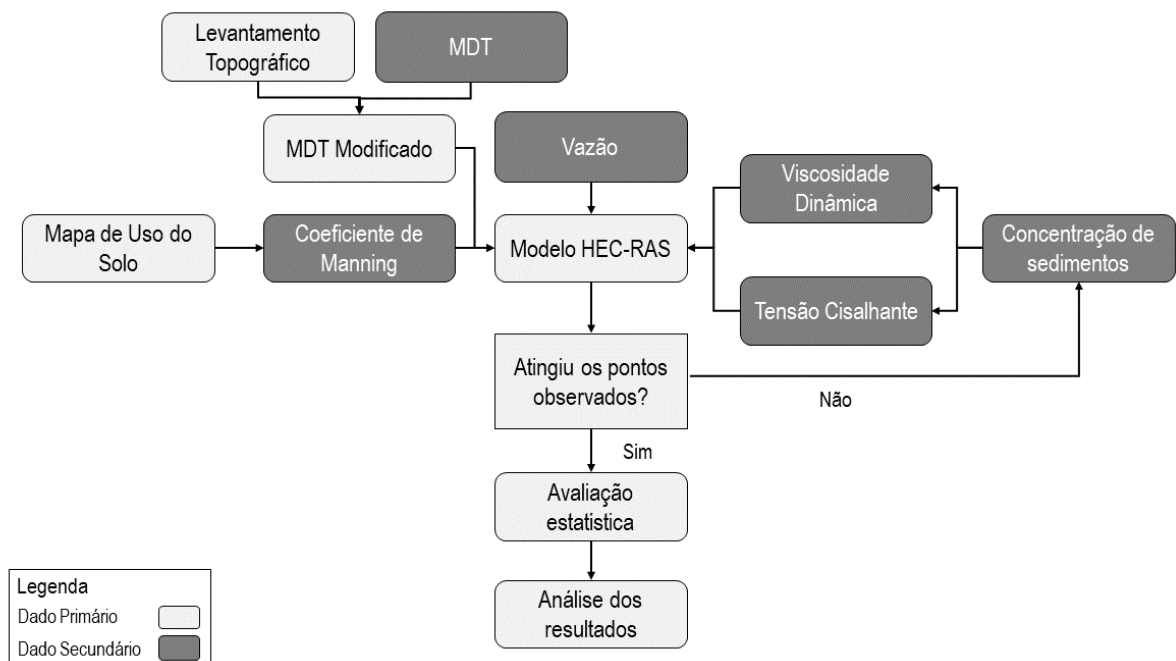 Levantamento
Topográfico
MDT
MDT Modificado
Vazão
Viscosidade
Dinâmica
Mapa de Uso do
Solo
Coeficiente de
Manning
Modelo HEC-RAS
Concentração de
sedimentos
Tensão Cisalhante
Atingiu os pontos
observados?
Não
Sim
Avaliação
estatística
Análise dos
resultados
Legenda
Dado Primário
Dado Secundário